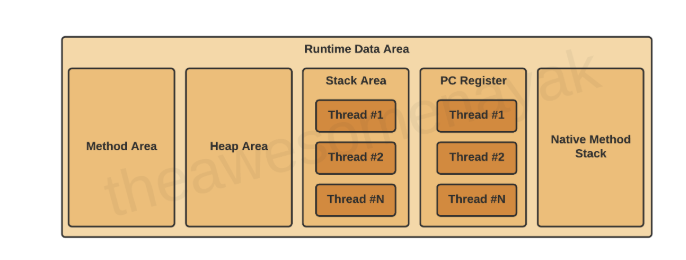 Runtime Data Area
Method Area
Heap Area
Stack Area
Thread #1
Thread #2
Thread #N
PC Register
Thread #1
Thread #2
Thread #N
Native Method
Stack
theawesomenayak